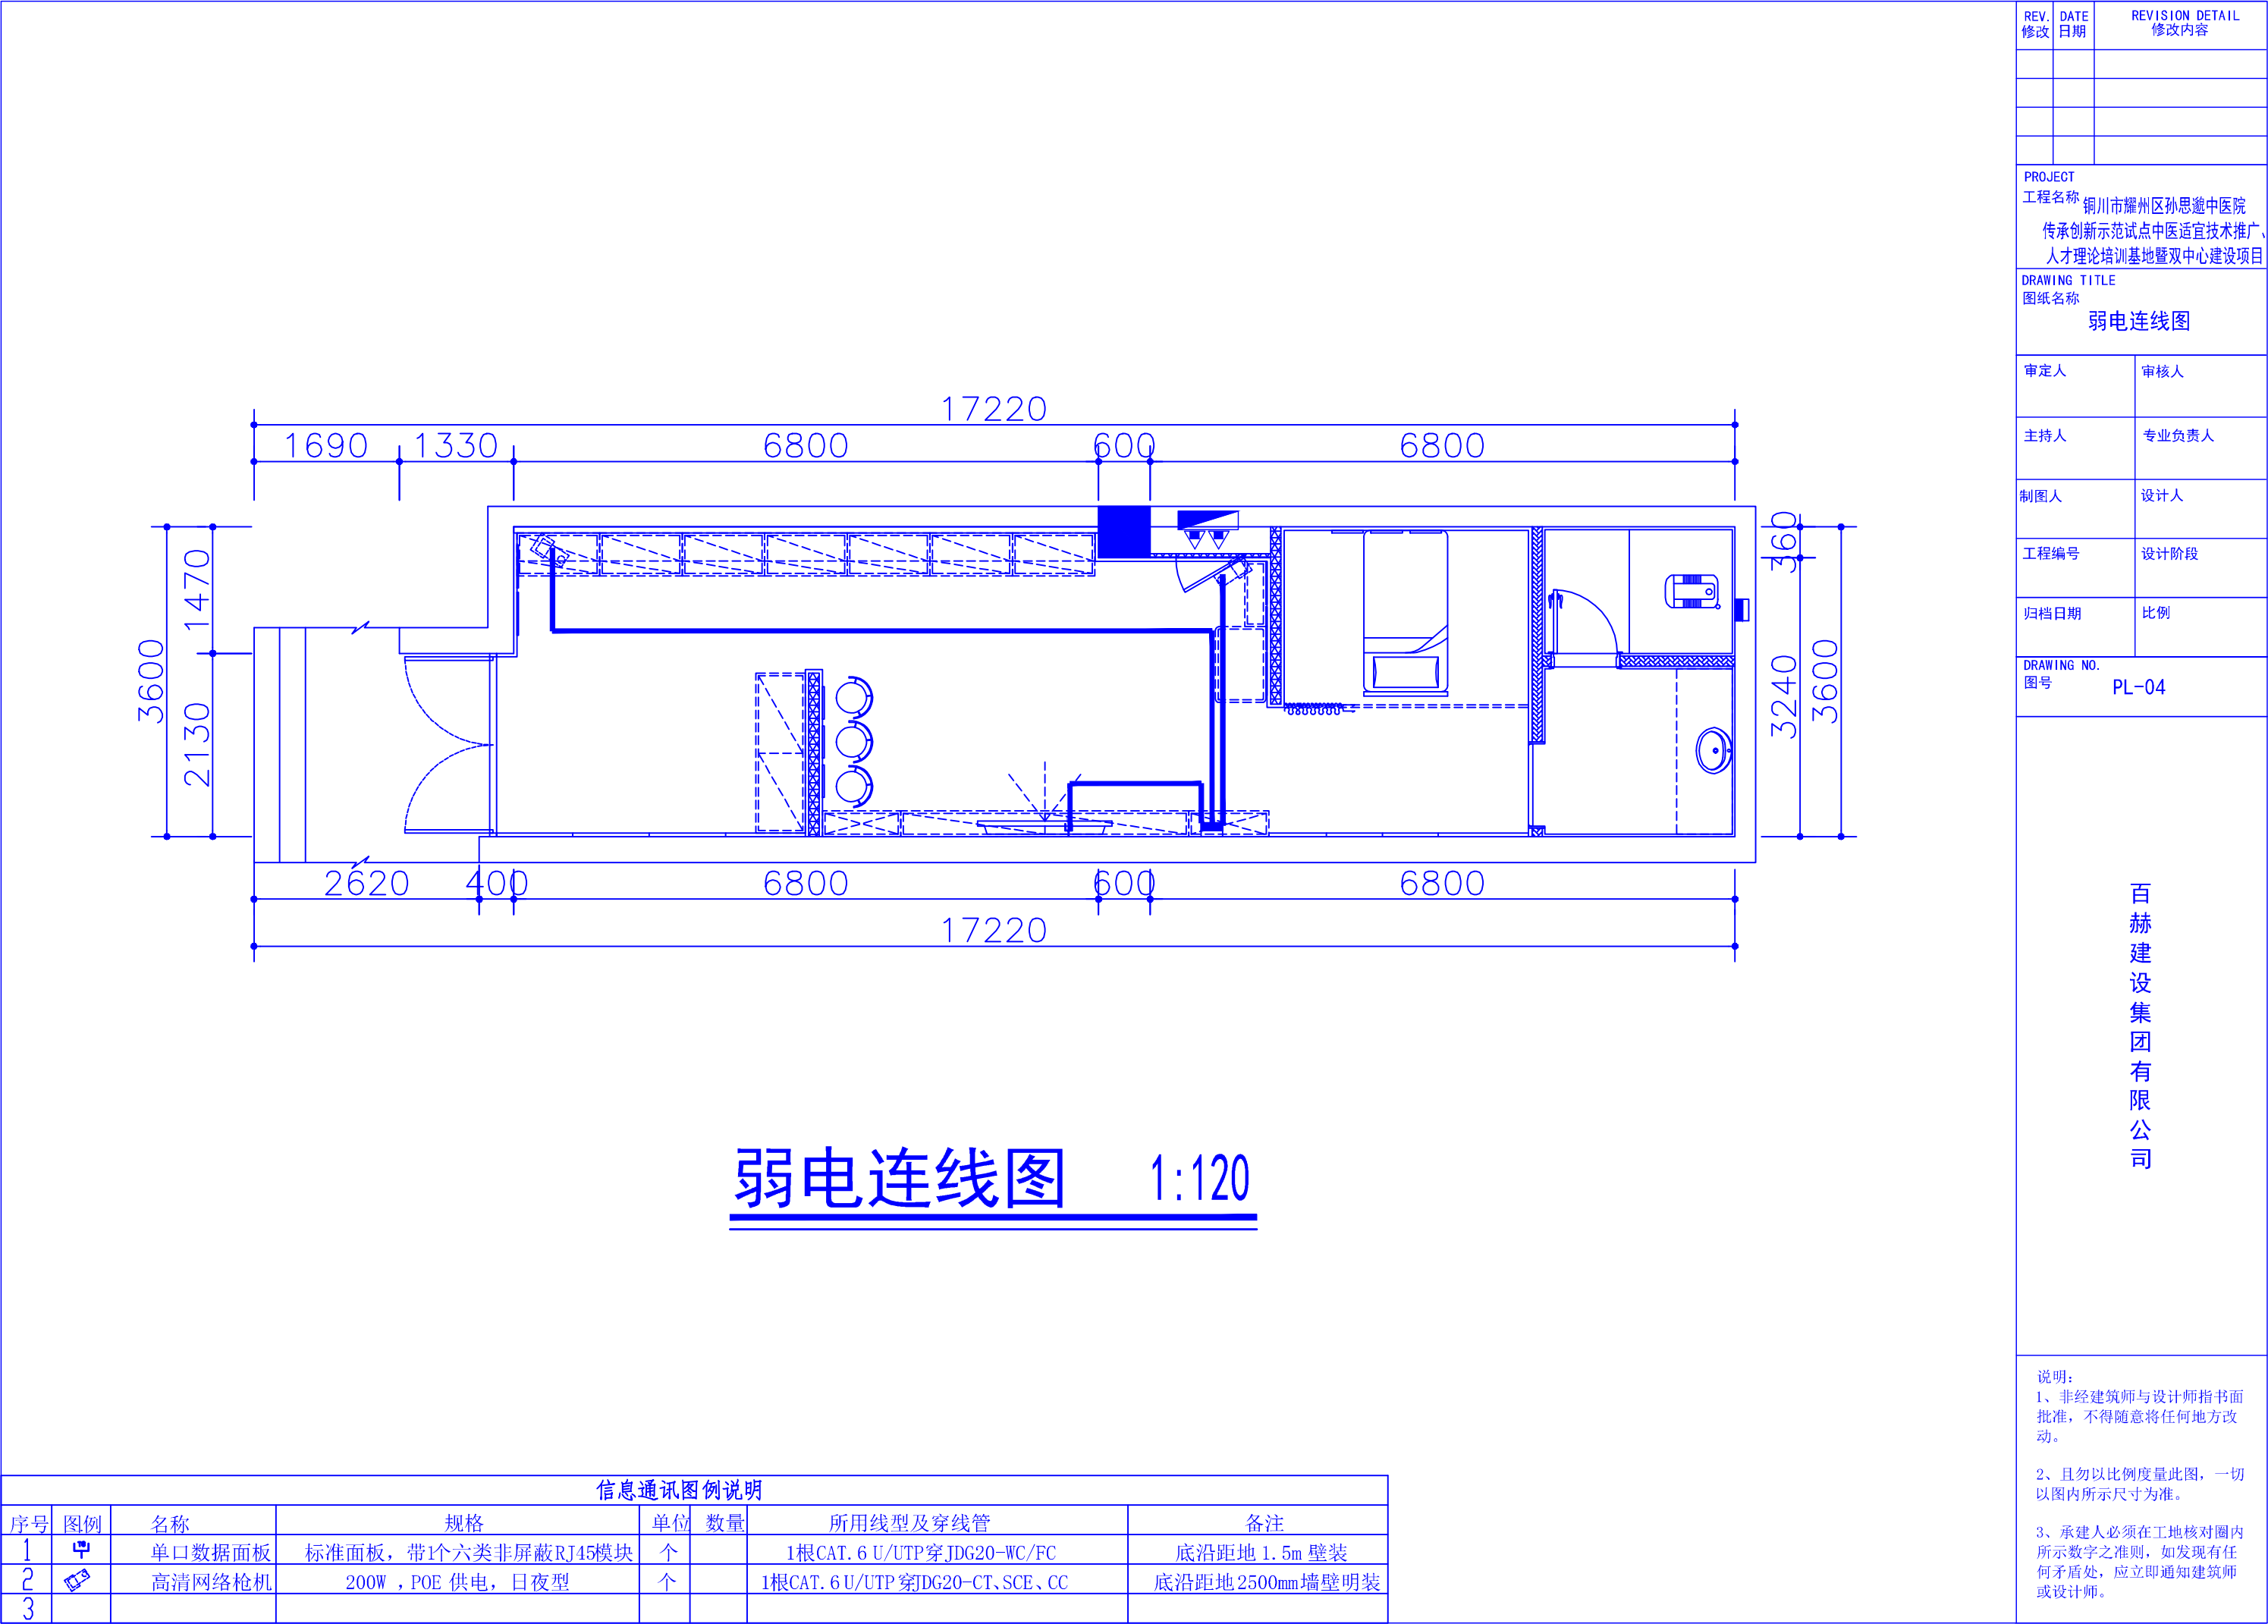 REV. DATE REVISION DETAIL
修改 日期 修改内容
PROJECT
工程名称
铜川市耀州区孙思邈中医院
传承创新示范试点中医适宜技术推广、
人才理论培训基地暨双中心建设项目
DRAWING TITLE
图纸名称
弱电连线图
审定人 审核人
主持人 专业负责人
制图人 设计人
工程编号 设计阶段
归档日期 比例
DRAWING NO.
图号
PL-04
百赫建设集团有限公司
说明:
1、非经建筑师与设计师指书面
批准，不得随意将任何地方改
动。
2、且勿以比例度量此图，一切
以图内所示尺寸为准。
3、承建人必须在工地核对圈内
所示数字之准则，如发现有任
何矛盾处，应立即通知建筑师
或设计师。
17220
1690 1330 6800 600 6800
3600
1470
2130
360
3240
3600
2620 400 6800 600 6800
17220
弱电连线图 1:120
信息通讯图例说明
序号 图例 名称 规格 单位 数量 所用线型及穿线管 备注
1 单口数据面板 标准面板，带1个六类非屏蔽RJ45模块 个 1根CAT.6 U/UTP穿JDG20-WC/FC 底沿距地 1.5m 壁装
2 高清网络枪机 200W ，POE 供电，日夜型 个 1根CAT.6 U/UTP 穿JDG20-CT、SCE、CC 底沿距地 2500mm 墙壁明装
3